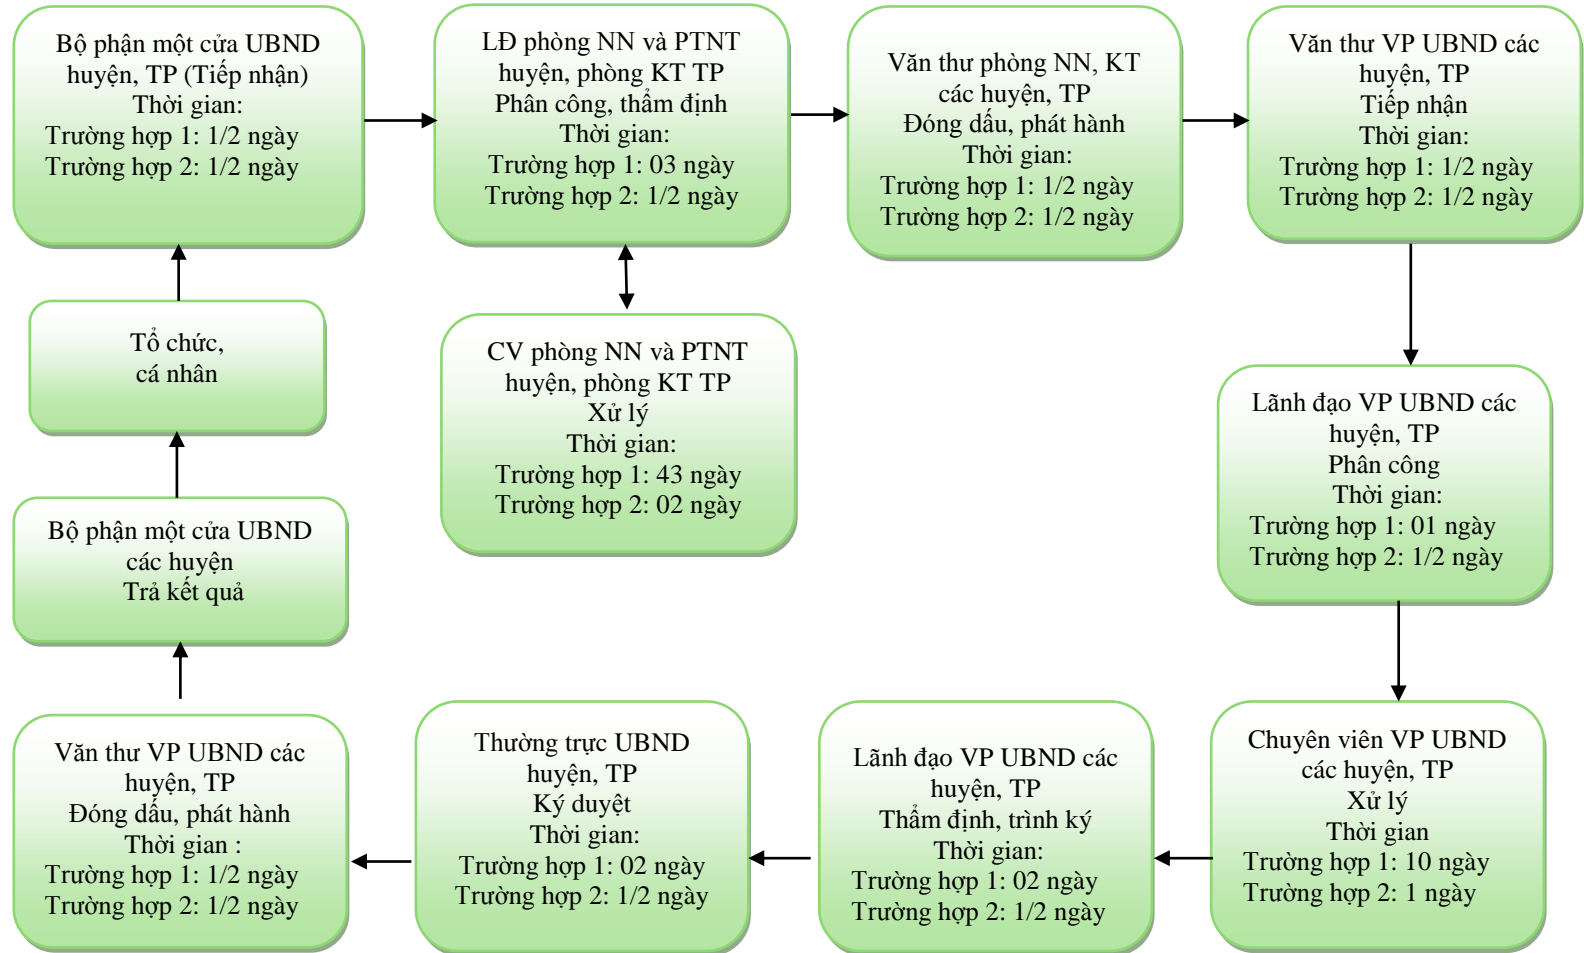 Bộ phận một cửa UBND
huyện, TP (Tiếp nhận)
Thời gian:
Trường hợp 1: 1/2 ngày
Trường hợp 2: 1/2 ngày
LĐ phòng NN và PTNT
huyện, phòng KT TP
Phân công, thẩm định
Thời gian:
Trường hợp 1: 03 ngày
Trường hợp 2: 1/2 ngày
Văn thư phòng NN, KT
các huyện, TP
Đóng dấu, phát hành
Thời gian:
Trường hợp 1: 1/2 ngày
Trường hợp 2: 1/2 ngày
Văn thư VP UBND các
huyện, TP
Tiếp nhận
Thời gian:
Trường hợp 1: 1/2 ngày
Trường hợp 2: 1/2 ngày
Tổ chức,
cá nhân
CV phòng NN và PTNT
huyện, phòng KT TP
Xử lý
Thời gian:
Trường hợp 1: 43 ngày
Trường hợp 2: 02 ngày
Lãnh đạo VP UBND các
huyện, TP
Phân công
Thời gian:
Trường hợp 1: 01 ngày
Trường hợp 2: 1/2 ngày
Bộ phận một cửa UBND
các huyện
Trả kết quả
Văn thư VP UBND các
huyện, TP
Đóng dấu, phát hành
Thời gian :
Trường hợp 1: 1/2 ngày
Trường hợp 2: 1/2 ngày
Thường trực UBND
huyện, TP
Ký duyệt
Thời gian:
Trường hợp 1: 02 ngày
Trường hợp 2: 1/2 ngày
Lãnh đạo VP UBND các
huyện, TP
Thẩm định, trình ký
Thời gian:
Trường hợp 1: 02 ngày
Trường hợp 2: 1/2 ngày
Chuyên viên VP UBND
các huyện, TP
Xử lý
Thời gian
Trường hợp 1: 10 ngày
Trường hợp 2: 1 ngày